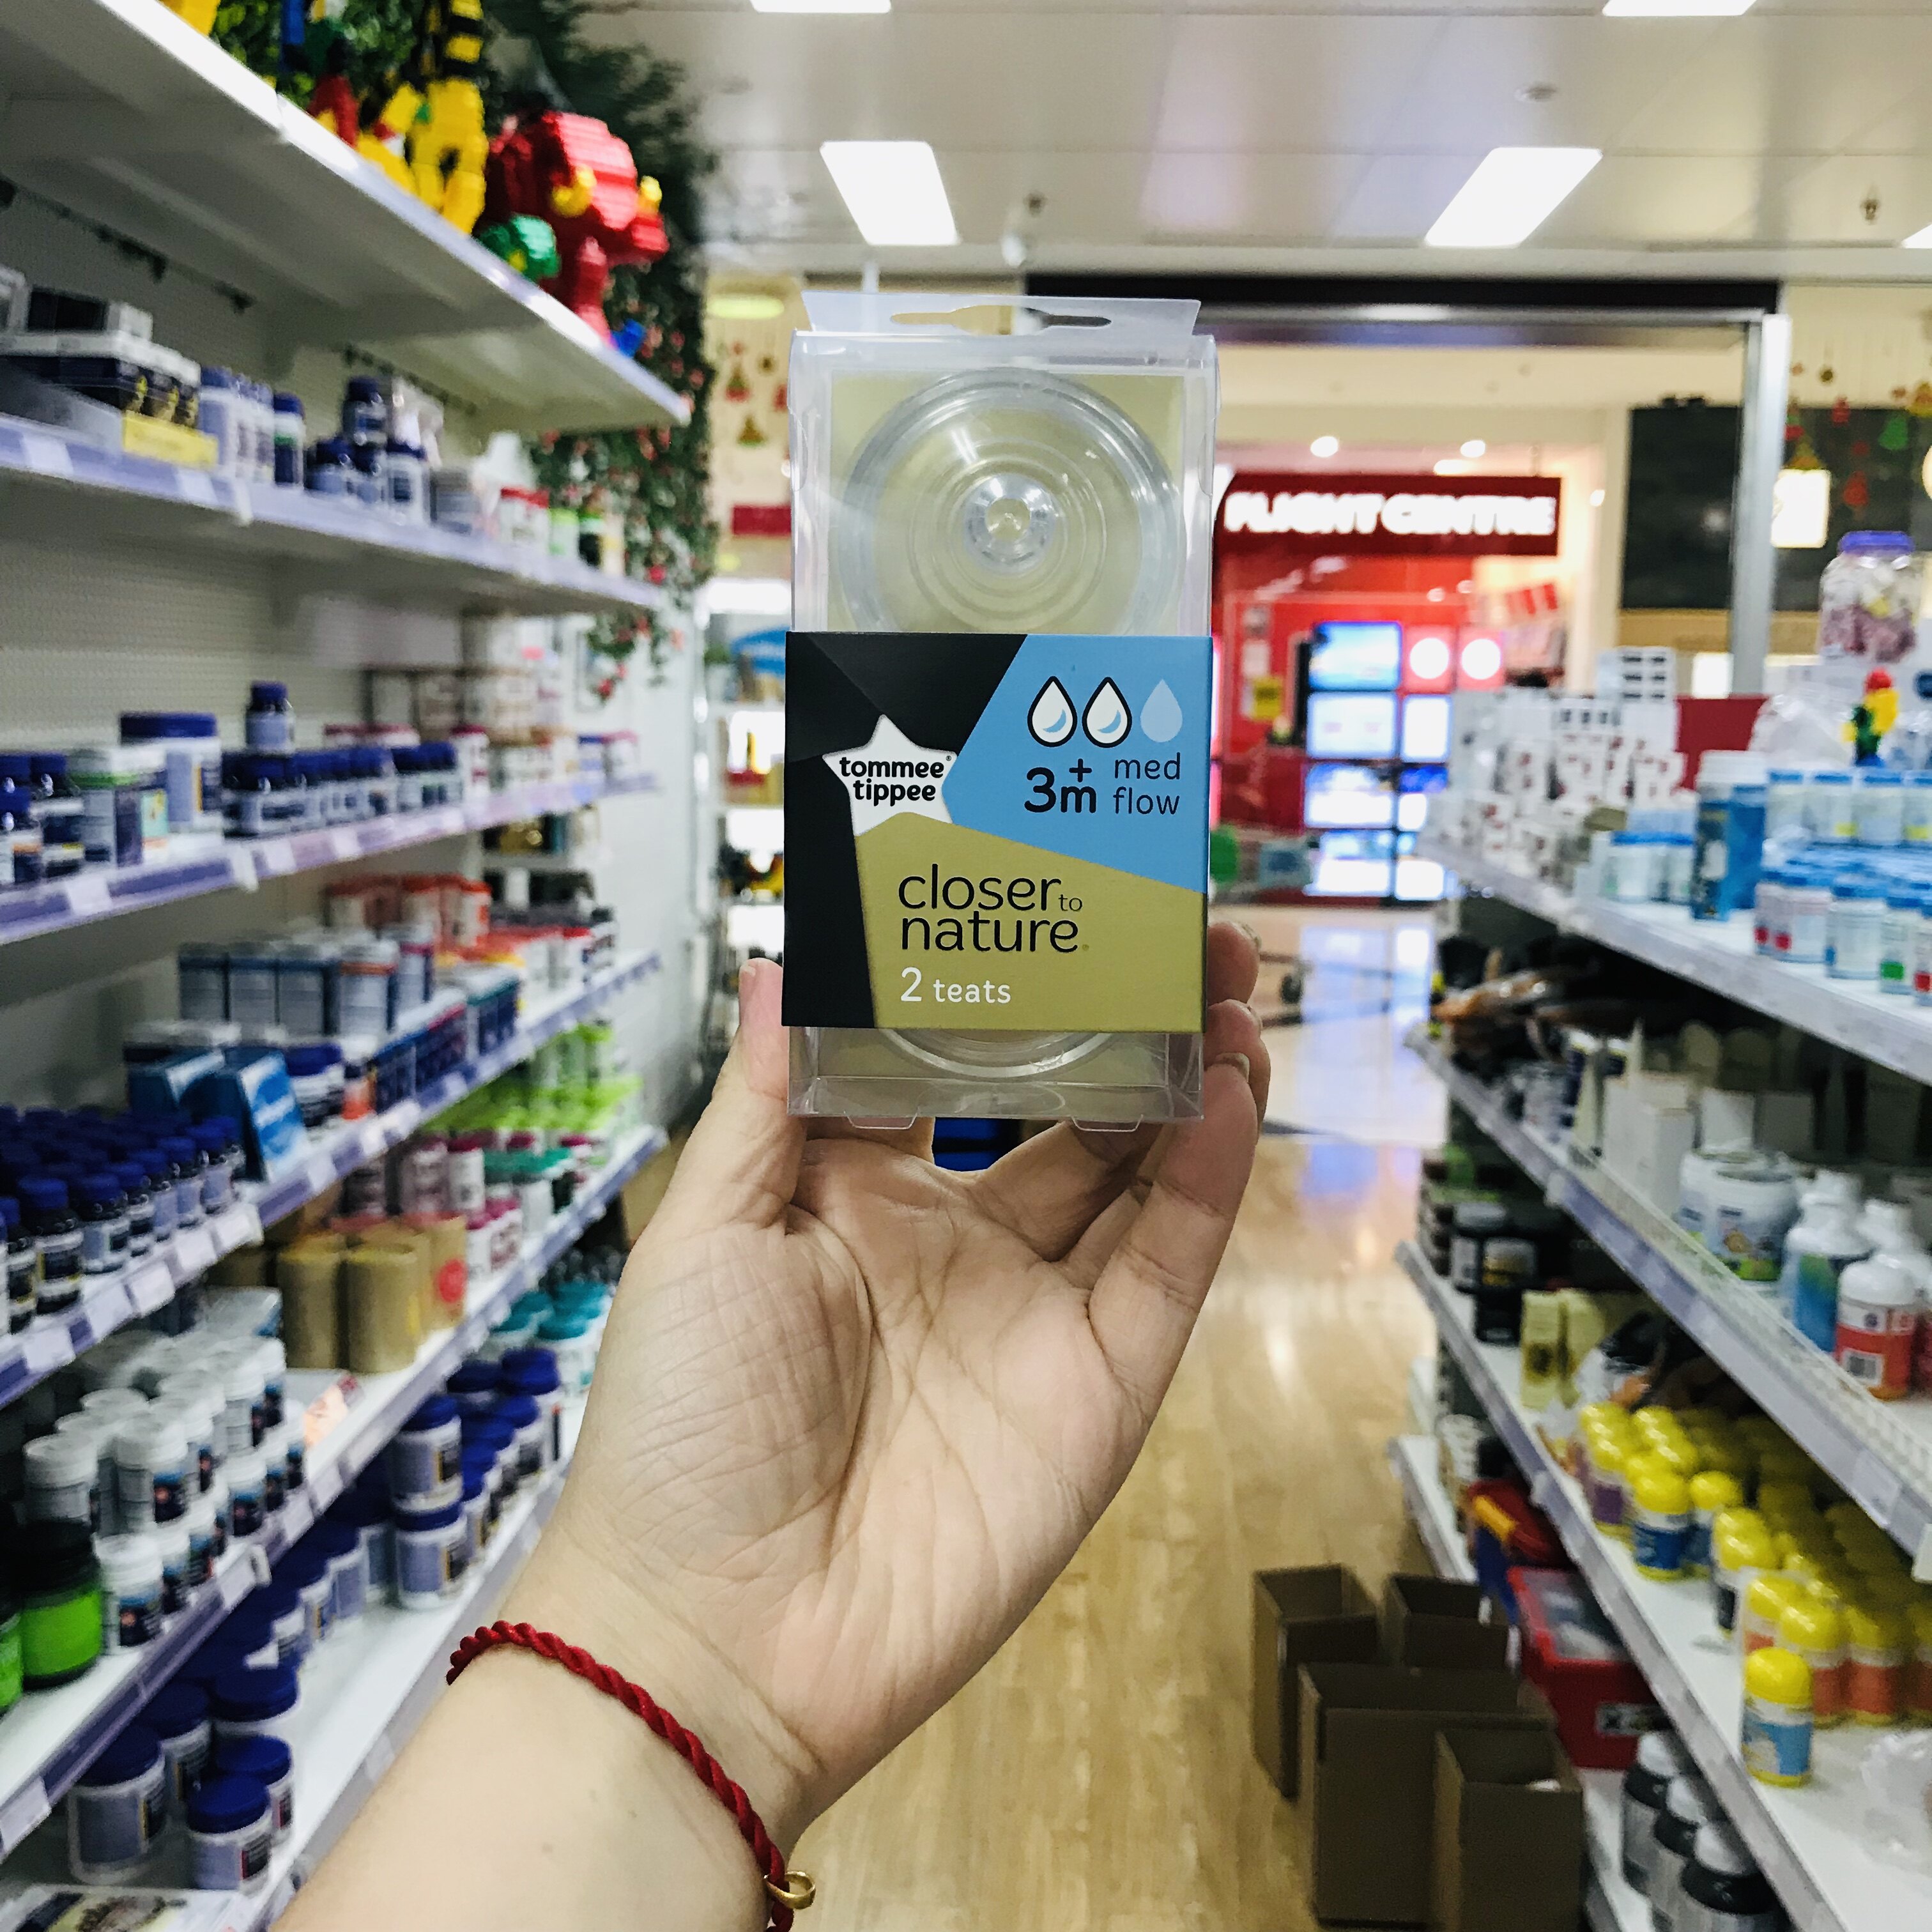 FLIGHT CENTRE
tommee®
tippee
3m+ med
flow
closer to
nature
2 teats